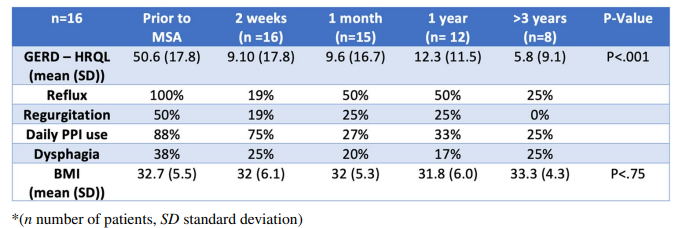 n=16 Prior to MSA 2 weeks (n =16) 1 month (n=15) 1 year (n= 12) >3 years (n=8) P-Value
GERD – HRQL (mean (SD)) 50.6 (17.8) 9.10 (17.8) 9.6 (16.7) 12.3 (11.5) 5.8 (9.1) P<.001
Reflux 100% 19% 50% 50% 25%
Regurgitation 50% 19% 25% 25% 0%
Daily PPI use 88% 75% 27% 33% 25%
Dysphagia 38% 25% 20% 17% 25%
BMI (mean (SD)) 32.7 (5.5) 32 (6.1) 32 (5.3) 31.8 (6.0) 33.3 (4.3) P<.75
*(n number of patients, SD standard deviation)